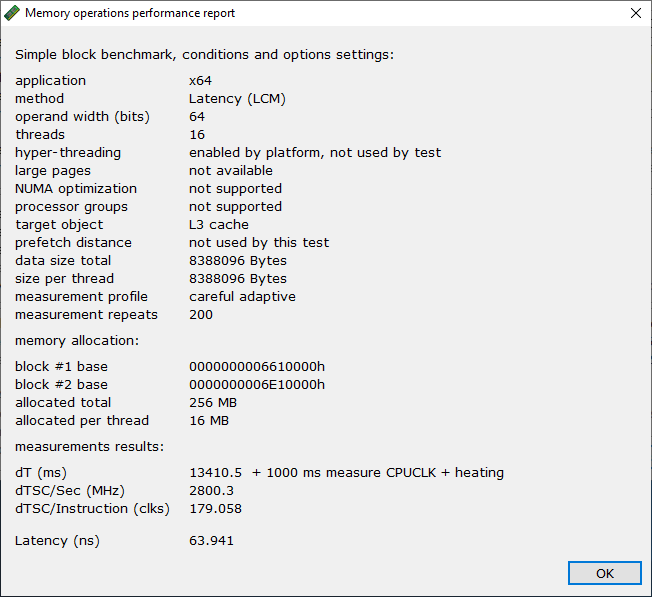 Memory operations performance report
Simple block benchmark, conditions and options settings:
application x64
method Latency (LCM)
operand width (bits) 64
threads 16
hyper-threading enabled by platform, not used by test
large pages not available
NUMA optimization not supported
processor groups not supported
target object L3 cache
prefetch distance not used by this test
data size total 8388096 Bytes
size per thread 8388096 Bytes
measurement profile careful adaptive
measurement repeats 200
memory allocation:
block #1 base 0000000006610000h
block #2 base 0000000006E10000h
allocated total 256 MB
allocated per thread 16 MB
measurements results:
dT (ms) 13410.5 + 1000 ms measure CPUCLK + heating
dTSC/Sec (MHz) 2800.3
dTSC/Instruction (clks) 179.058
Latency (ns) 63.941
OK